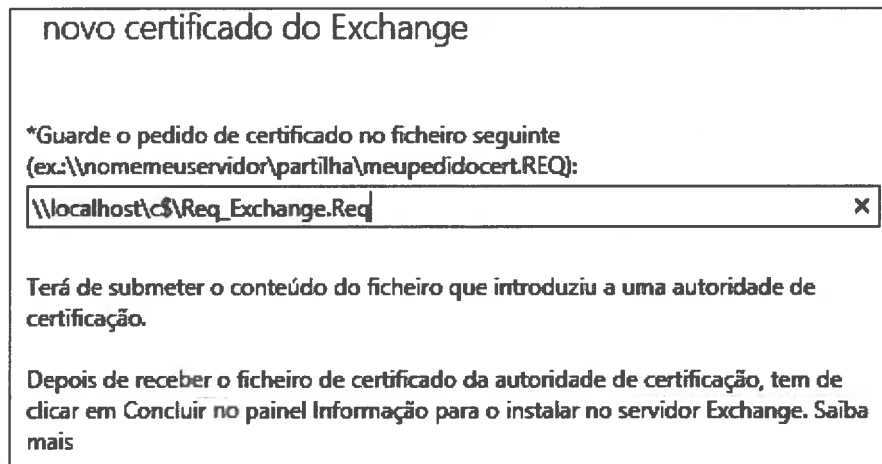 novo certificado do Exchange
*Guarde o pedido de certificado no ficheiro seguinte
(ex.:\\nomemeuservidor\partilha\meupedidocert.REQ):
\\localhost\c$\Req_Exchange.Req ×
Terá de submeter o conteúdo do ficheiro que introduziu a uma autoridade de
certificação.
Depois de receber o ficheiro de certificado da autoridade de certificação, tem de
clicar em Concluir no painel Informação para o instalar no servidor Exchange. Saiba
mais